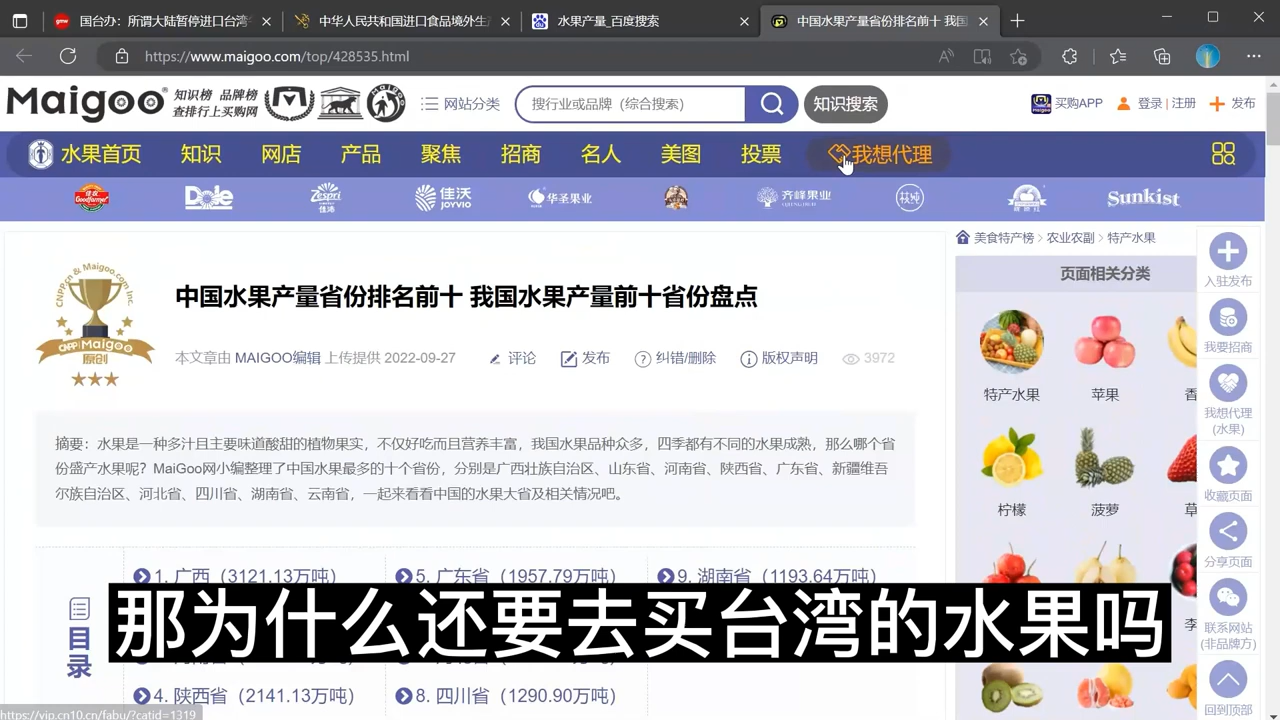 国台办：所谓大陆暂停进口台湾
中华人民共和国进口食品境外生
水果产量_百度搜索
中国水果产量省份排名前十 我国
https://www.maigoo.com/top/428535.html
Maigoo
知识榜 品牌榜
查排行上买购网
网站分类
搜行业或品牌（综合搜索）
知识搜索
买购APP
登录 | 注册
发布
水果首页 知识 网店 产品 聚焦 招商 名人 美图 投票 我想代理
佳农 Goodfarmer
Dole
佳沛
佳沃 JOYVIO
华圣果业
齐峰果业
Sunkist
美食特产榜 > 农业农副 > 特产水果
CNPP.cn & Maigoo.com Inc.
CNPP Maigoo
原创
中国水果产量省份排名前十 我国水果产量前十省份盘点
本文章由 MAIGOO编辑 上传提供 2022-09-27 评论 发布 纠错/删除 版权声明 3972
摘要：水果是一种多汁且主要味道酸甜的植物果实，不仅好吃而且营养丰富，我国水果品种众多，四季都有不同的水果成熟，那么哪个省
份盛产水果呢？MaiGoo网小编整理了中国水果最多的十个省份，分别是广西壮族自治区、山东省、河南省、陕西省、广东省、新疆维吾
尔族自治区、河北省、四川省、湖南省、云南省，一起来看看中国的水果大省及相关情况吧。
目
录
1. 广西（3121.13万吨）
5. 广东省（1957.79万吨）
9. 湖南省（1193.64万吨）
4. 陕西省（2141.13万吨）
8. 四川省（1290.90万吨）
页面相关分类
特产水果
苹果
香
柠檬
菠萝
草
李
入驻发布
我要招商
我想代理
(水果)
收藏页面
分享页面
联系网站
(非品牌方)
回到顶部
那为什么还要去买台湾的水果吗
https://vip.cn10.cn/fabu/?catid=1319